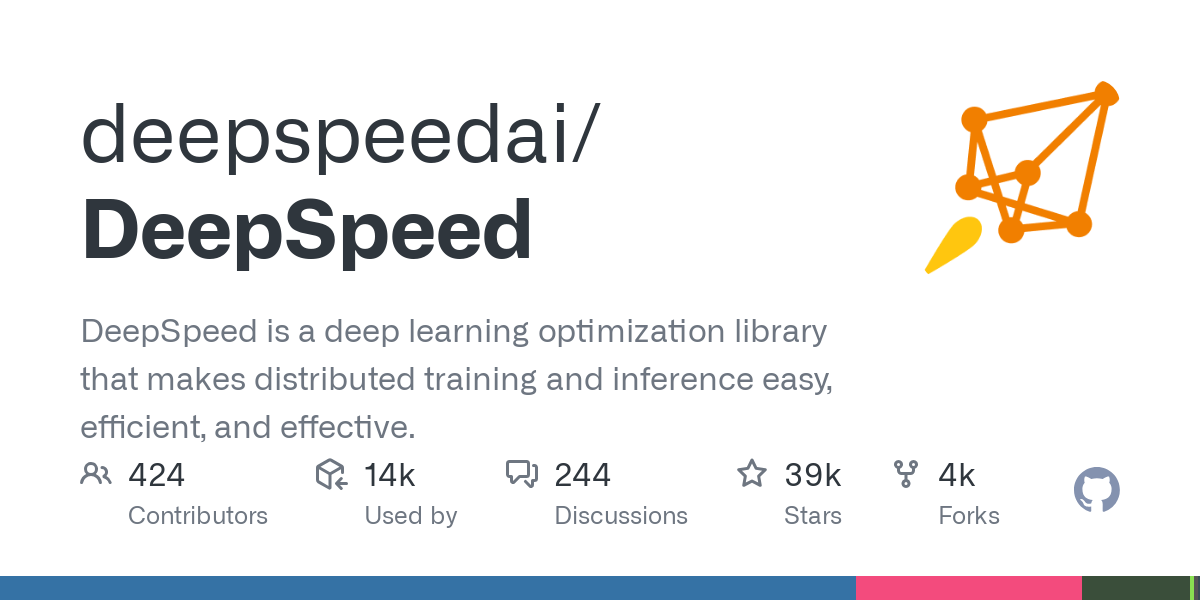 deepspeedai/
DeepSpeed
DeepSpeed is a deep learning optimization library
that makes distributed training and inference easy,
efficient, and effective.
424
Contributors
14k
Used by
244
Discussions
39k
Stars
4k
Forks